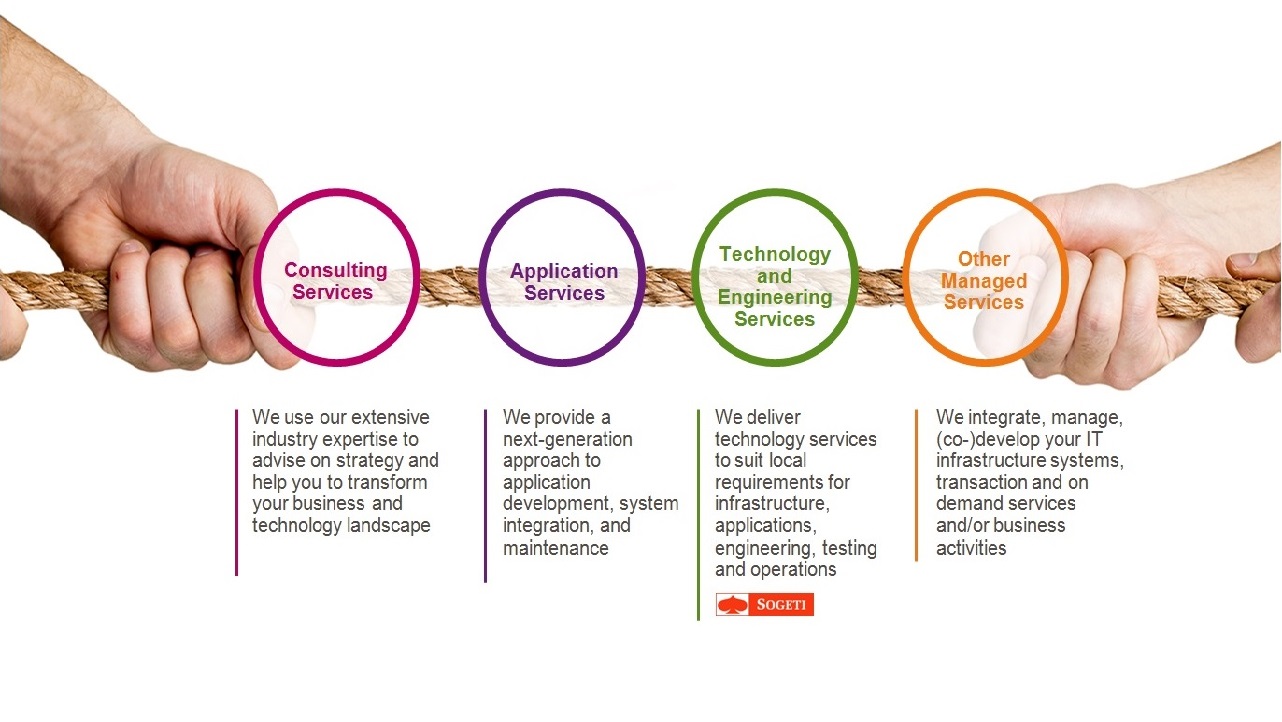 Consulting
Services
Application
Services
Technology
and
Engineering
Services
Other
Managed
Services
We use our extensive
industry expertise to
advise on strategy and
help you to transform
your business and
technology landscape
We provide a
next-generation
approach to
application
development, system
integration, and
maintenance
We deliver
technology services
to suit local
requirements for
infrastructure,
applications,
engineering, testing
and operations
SOGETI
We integrate, manage,
(co-)develop your IT
infrastructure systems,
transaction and on
demand services
and/or business
activities